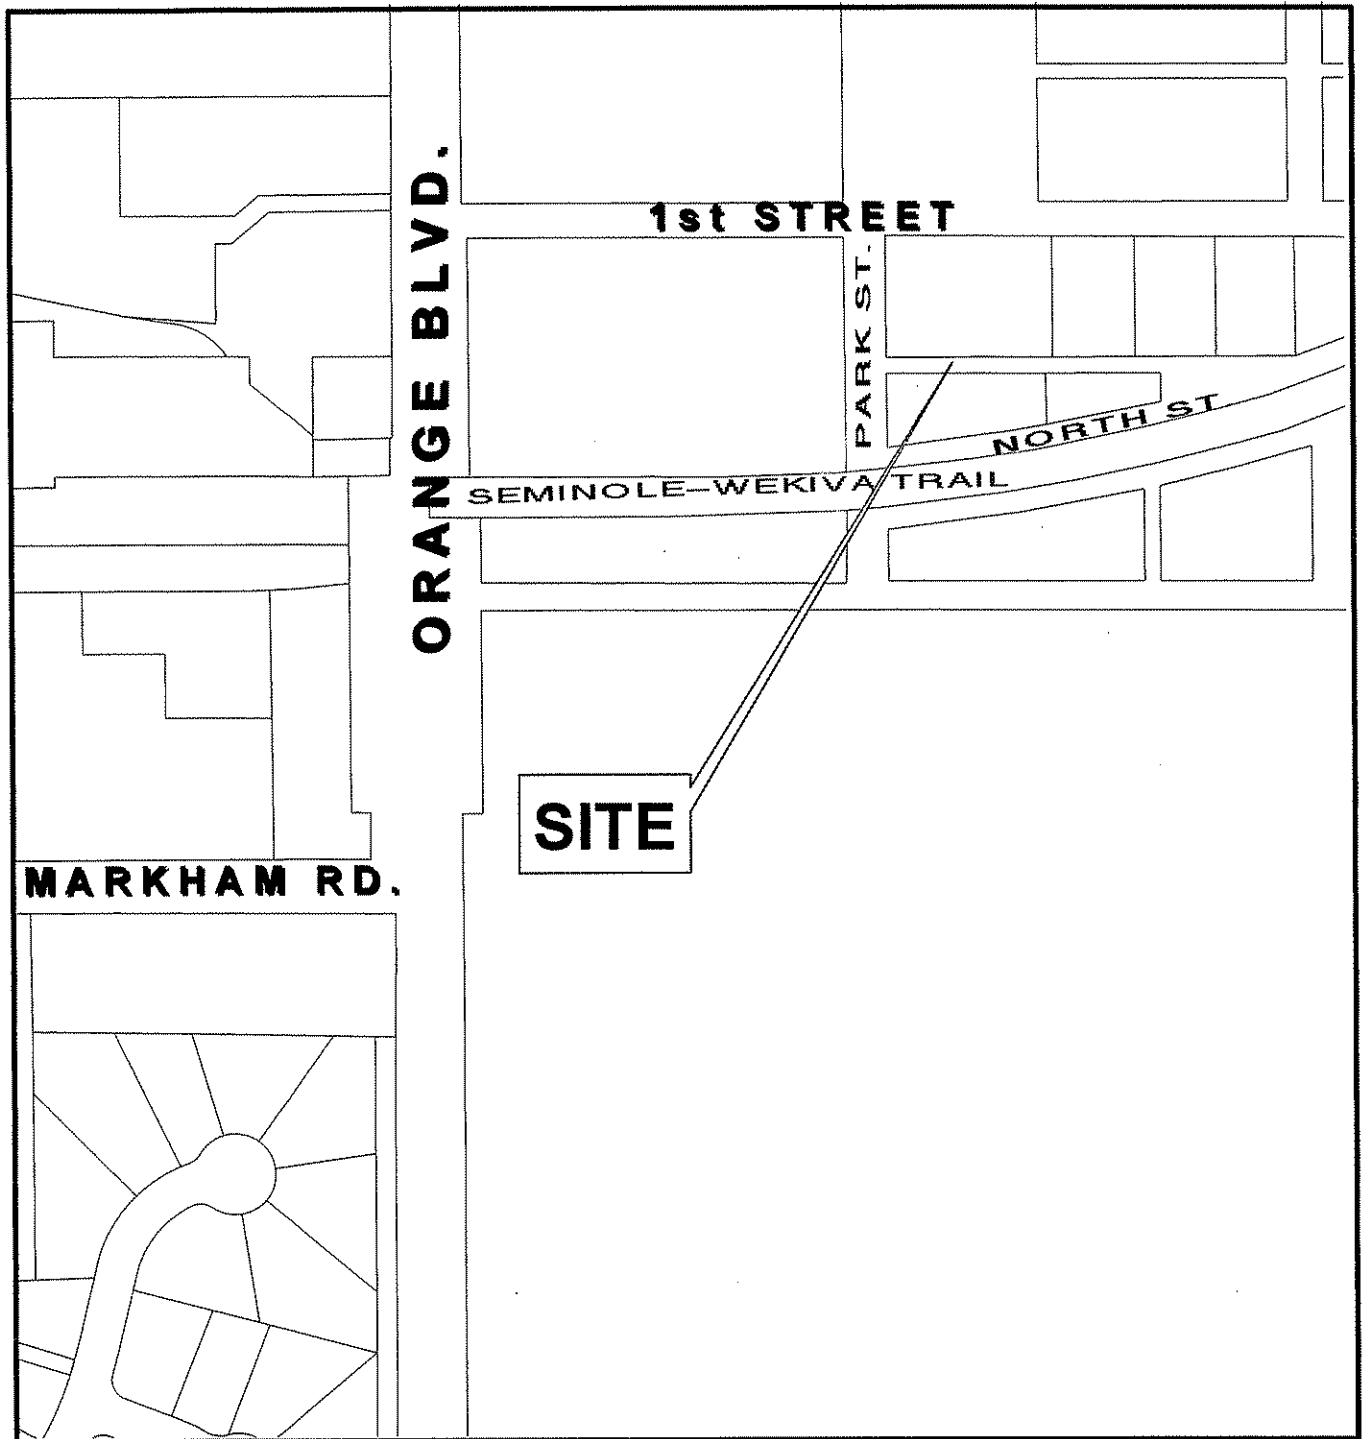 ORANGE BLVD.
1st STREET
PARK ST.
NORTH ST
SEMINOLE-WEKIVA TRAIL
SITE
MARKHAM RD.